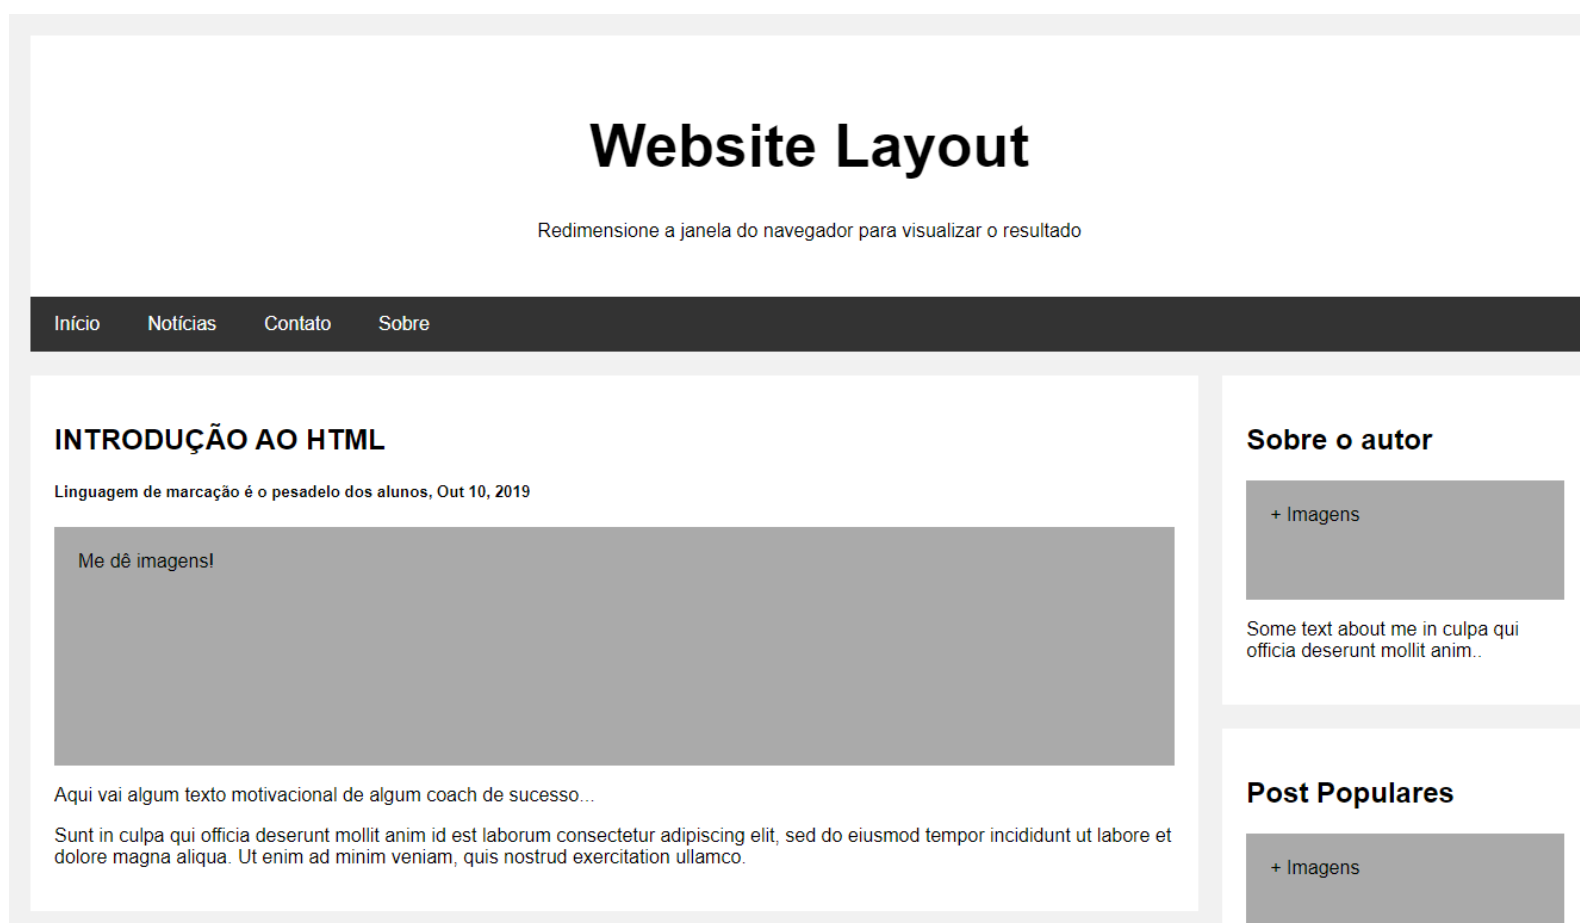 Website Layout
Redimensione a janela do navegador para visualizar o resultado
Início Notícias Contato Sobre
INTRODUÇÃO AO HTML
Linguagem de marcação é o pesadelo dos alunos, Out 10, 2019
Me dê imagens!
Aqui vai algum texto motivacional de algum coach de sucesso...
Sunt in culpa qui officia deserunt mollit anim id est laborum consectetur adipiscing elit, sed do eiusmod tempor incididunt ut labore et
dolore magna aliqua. Ut enim ad minim veniam, quis nostrud exercitation ullamco.
Sobre o autor
+ Imagens
Some text about me in culpa qui
officia deserunt mollit anim..
Post Populares
+ Imagens